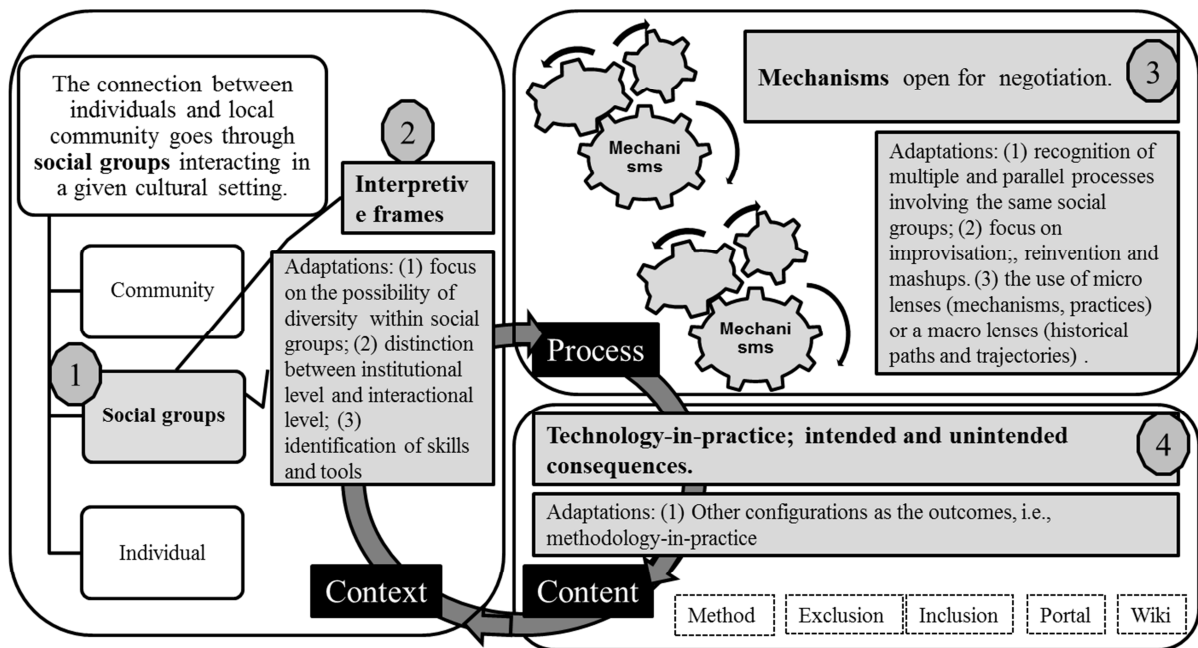 The connection between
individuals and local
community goes through
social groups interacting in
a given cultural setting.
2
Interpretiv
e frames
Community
1
Social groups
Individual
Adaptations: (1) focus
on the possibility of
diversity within social
groups; (2) distinction
between institutional
level and interactional
level; (3)
identification of skills
and tools
Context
Mechani
sms
Mechani
sms
Process
Mechanisms open for negotiation.
3
Adaptations: (1) recognition of
multiple and parallel processes
involving the same social
groups; (2) focus on
improvisation;, reinvention and
mashups. (3) the use of micro
lenses (mechanisms, practices)
or a macro lenses (historical
paths and trajectories) .
Technology-in-practice; intended and unintended
consequences.
4
Adaptations: (1) Other configurations as the outcomes, i.e.,
methodology-in-practice
Content
Method
Exclusion
Inclusion
Portal
Wiki